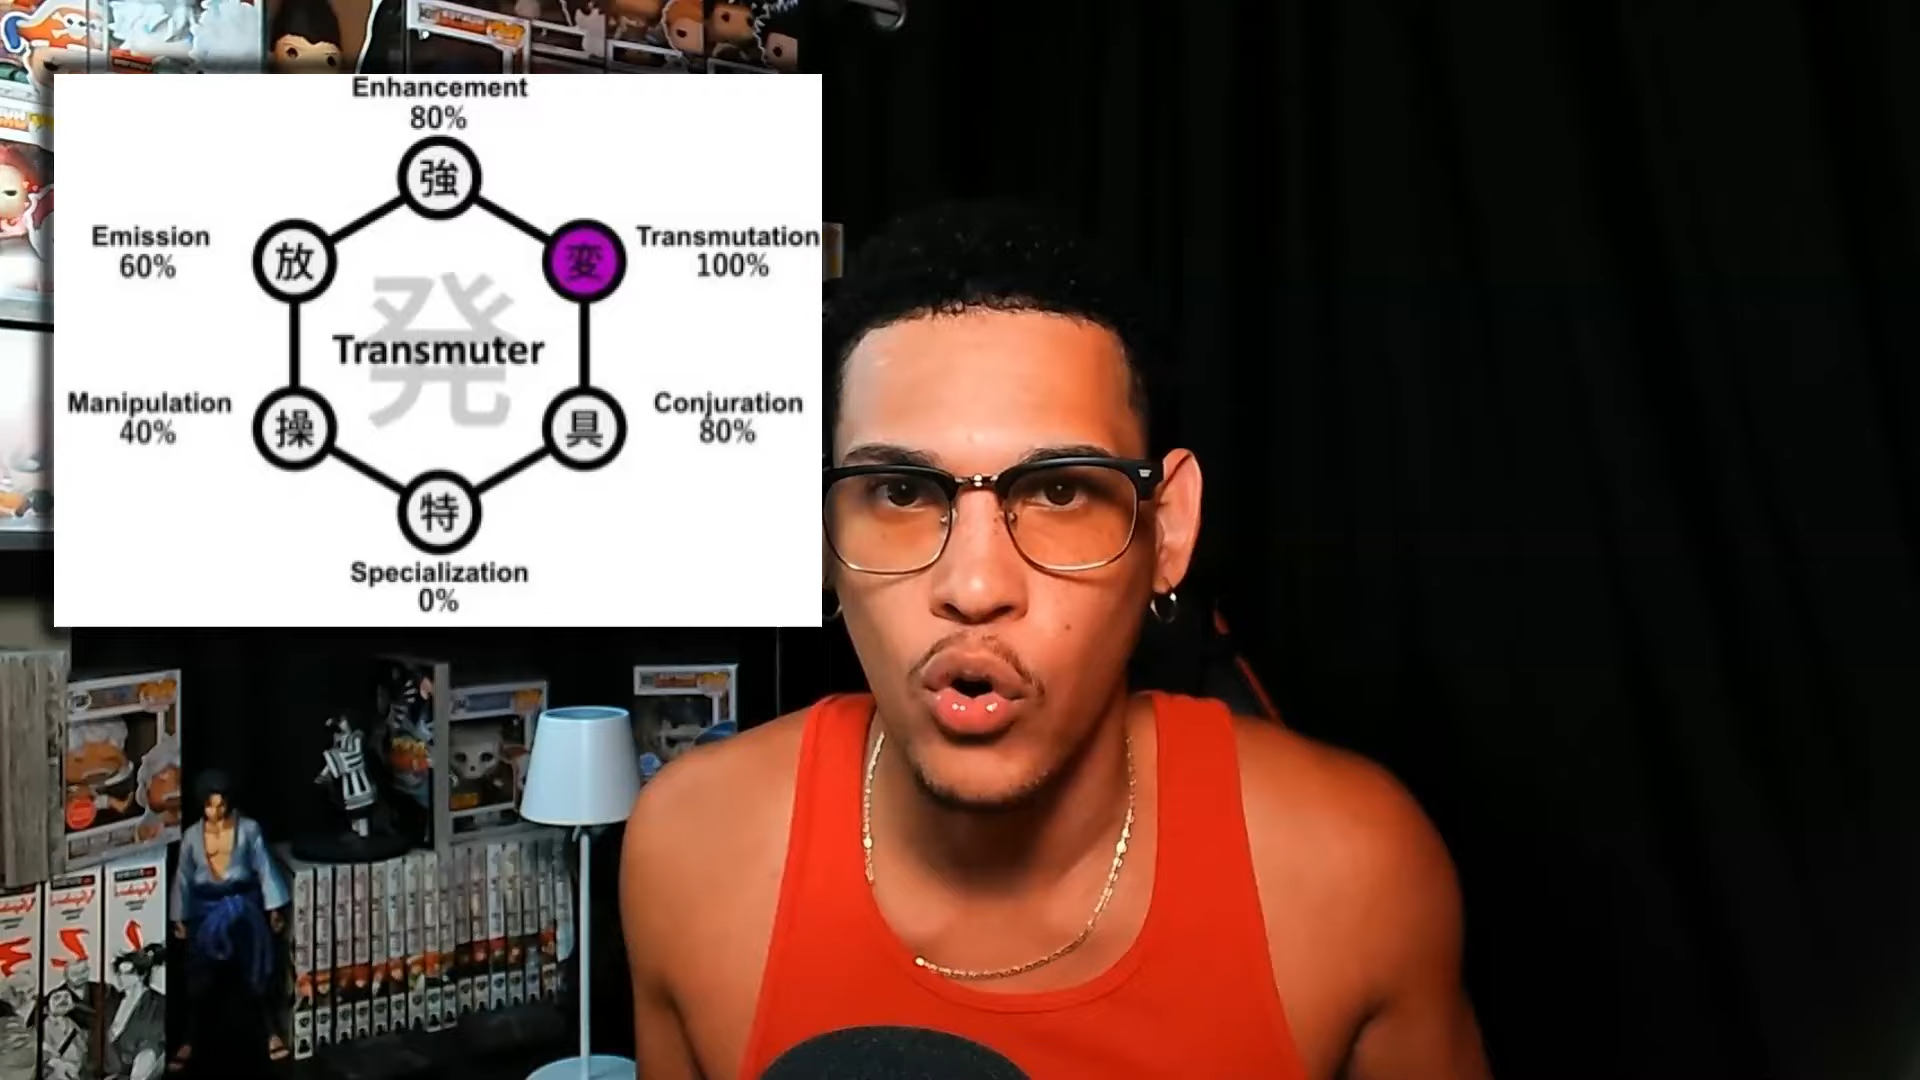 Enhancement
80%
強
Emission
60%
放
変
Transmutation
100%
発
Transmuter
Manipulation
40%
操
具
Conjuration
80%
特
Specialization
0%